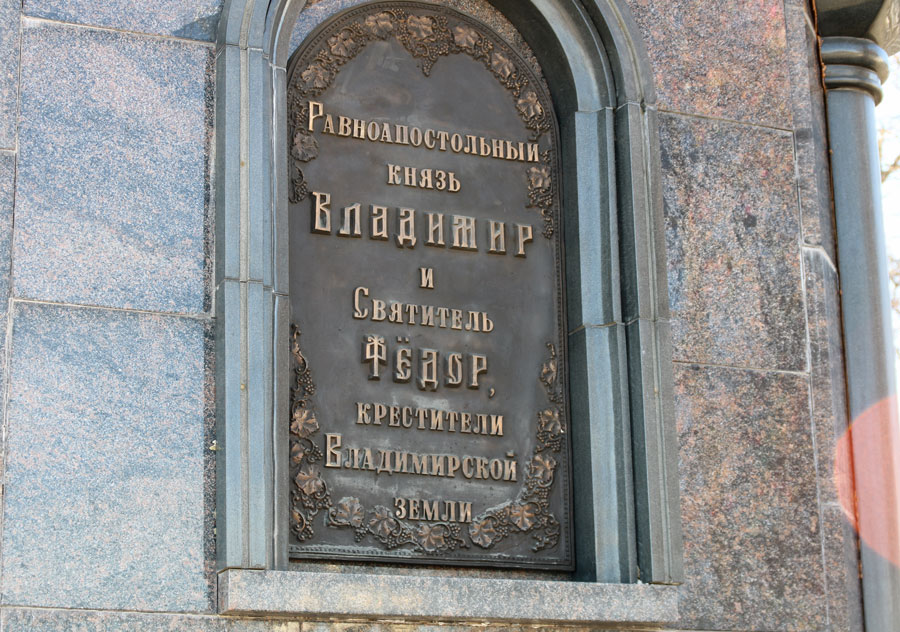 Равноапостольный
князь
Владимир
и
Святитель
Фёдор,
крестители
Владимирской
земли